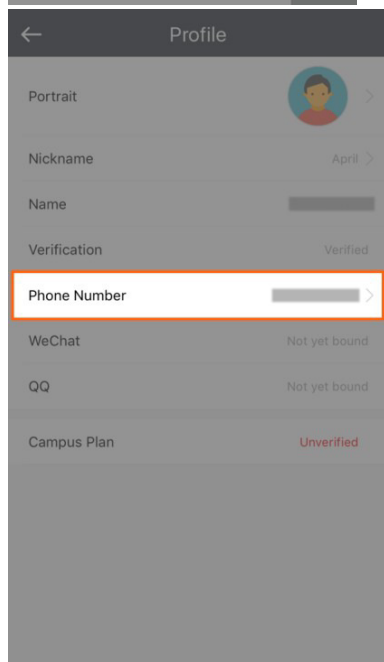 Profile
Portrait
Nickname April
Name
Verification Verified
Phone Number
WeChat Not yet bound
QQ Not yet bound
Campus Plan Unverified